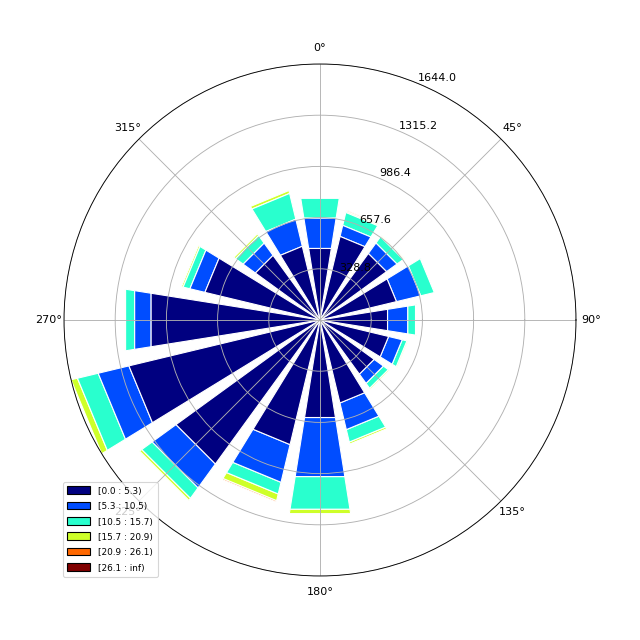 0°
1644.0
315°
1315.2
45°
986.4
657.6
270°
90°
[0.0 : 5.3)
[5.3 : 10.5)
[10.5 : 15.7)
[15.7 : 20.9)
[20.9 : 26.1)
[26.1 : inf)
135°
180°